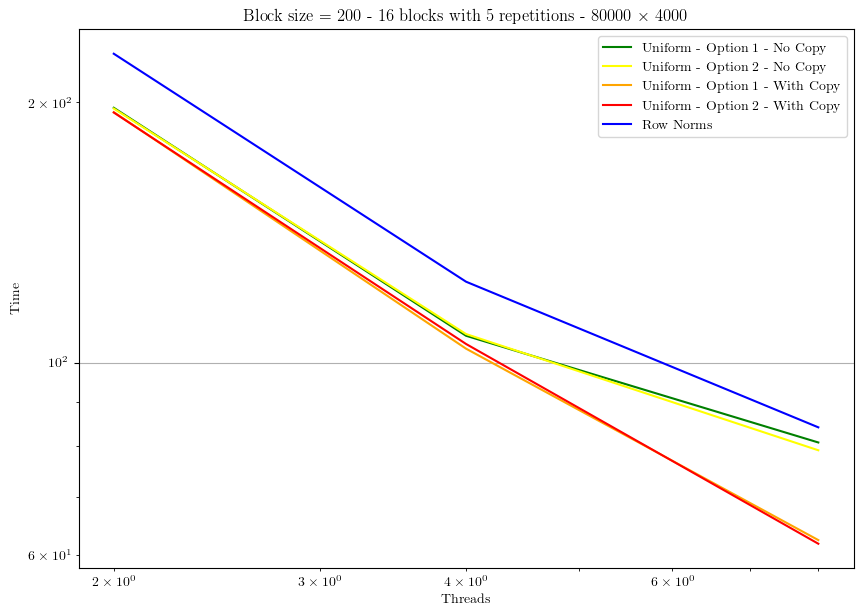 Block size = 200 - 16 blocks with 5 repetitions - 80000 × 4000
Uniform - Option 1 - No Copy
Uniform - Option 2 - No Copy
Uniform - Option 1 - With Copy
Uniform - Option 2 - With Copy
Row Norms
2 × 10²
Time
10²
6 × 10¹
2 × 10⁰ 3 × 10⁰ 4 × 10⁰ 6 × 10⁰
Threads